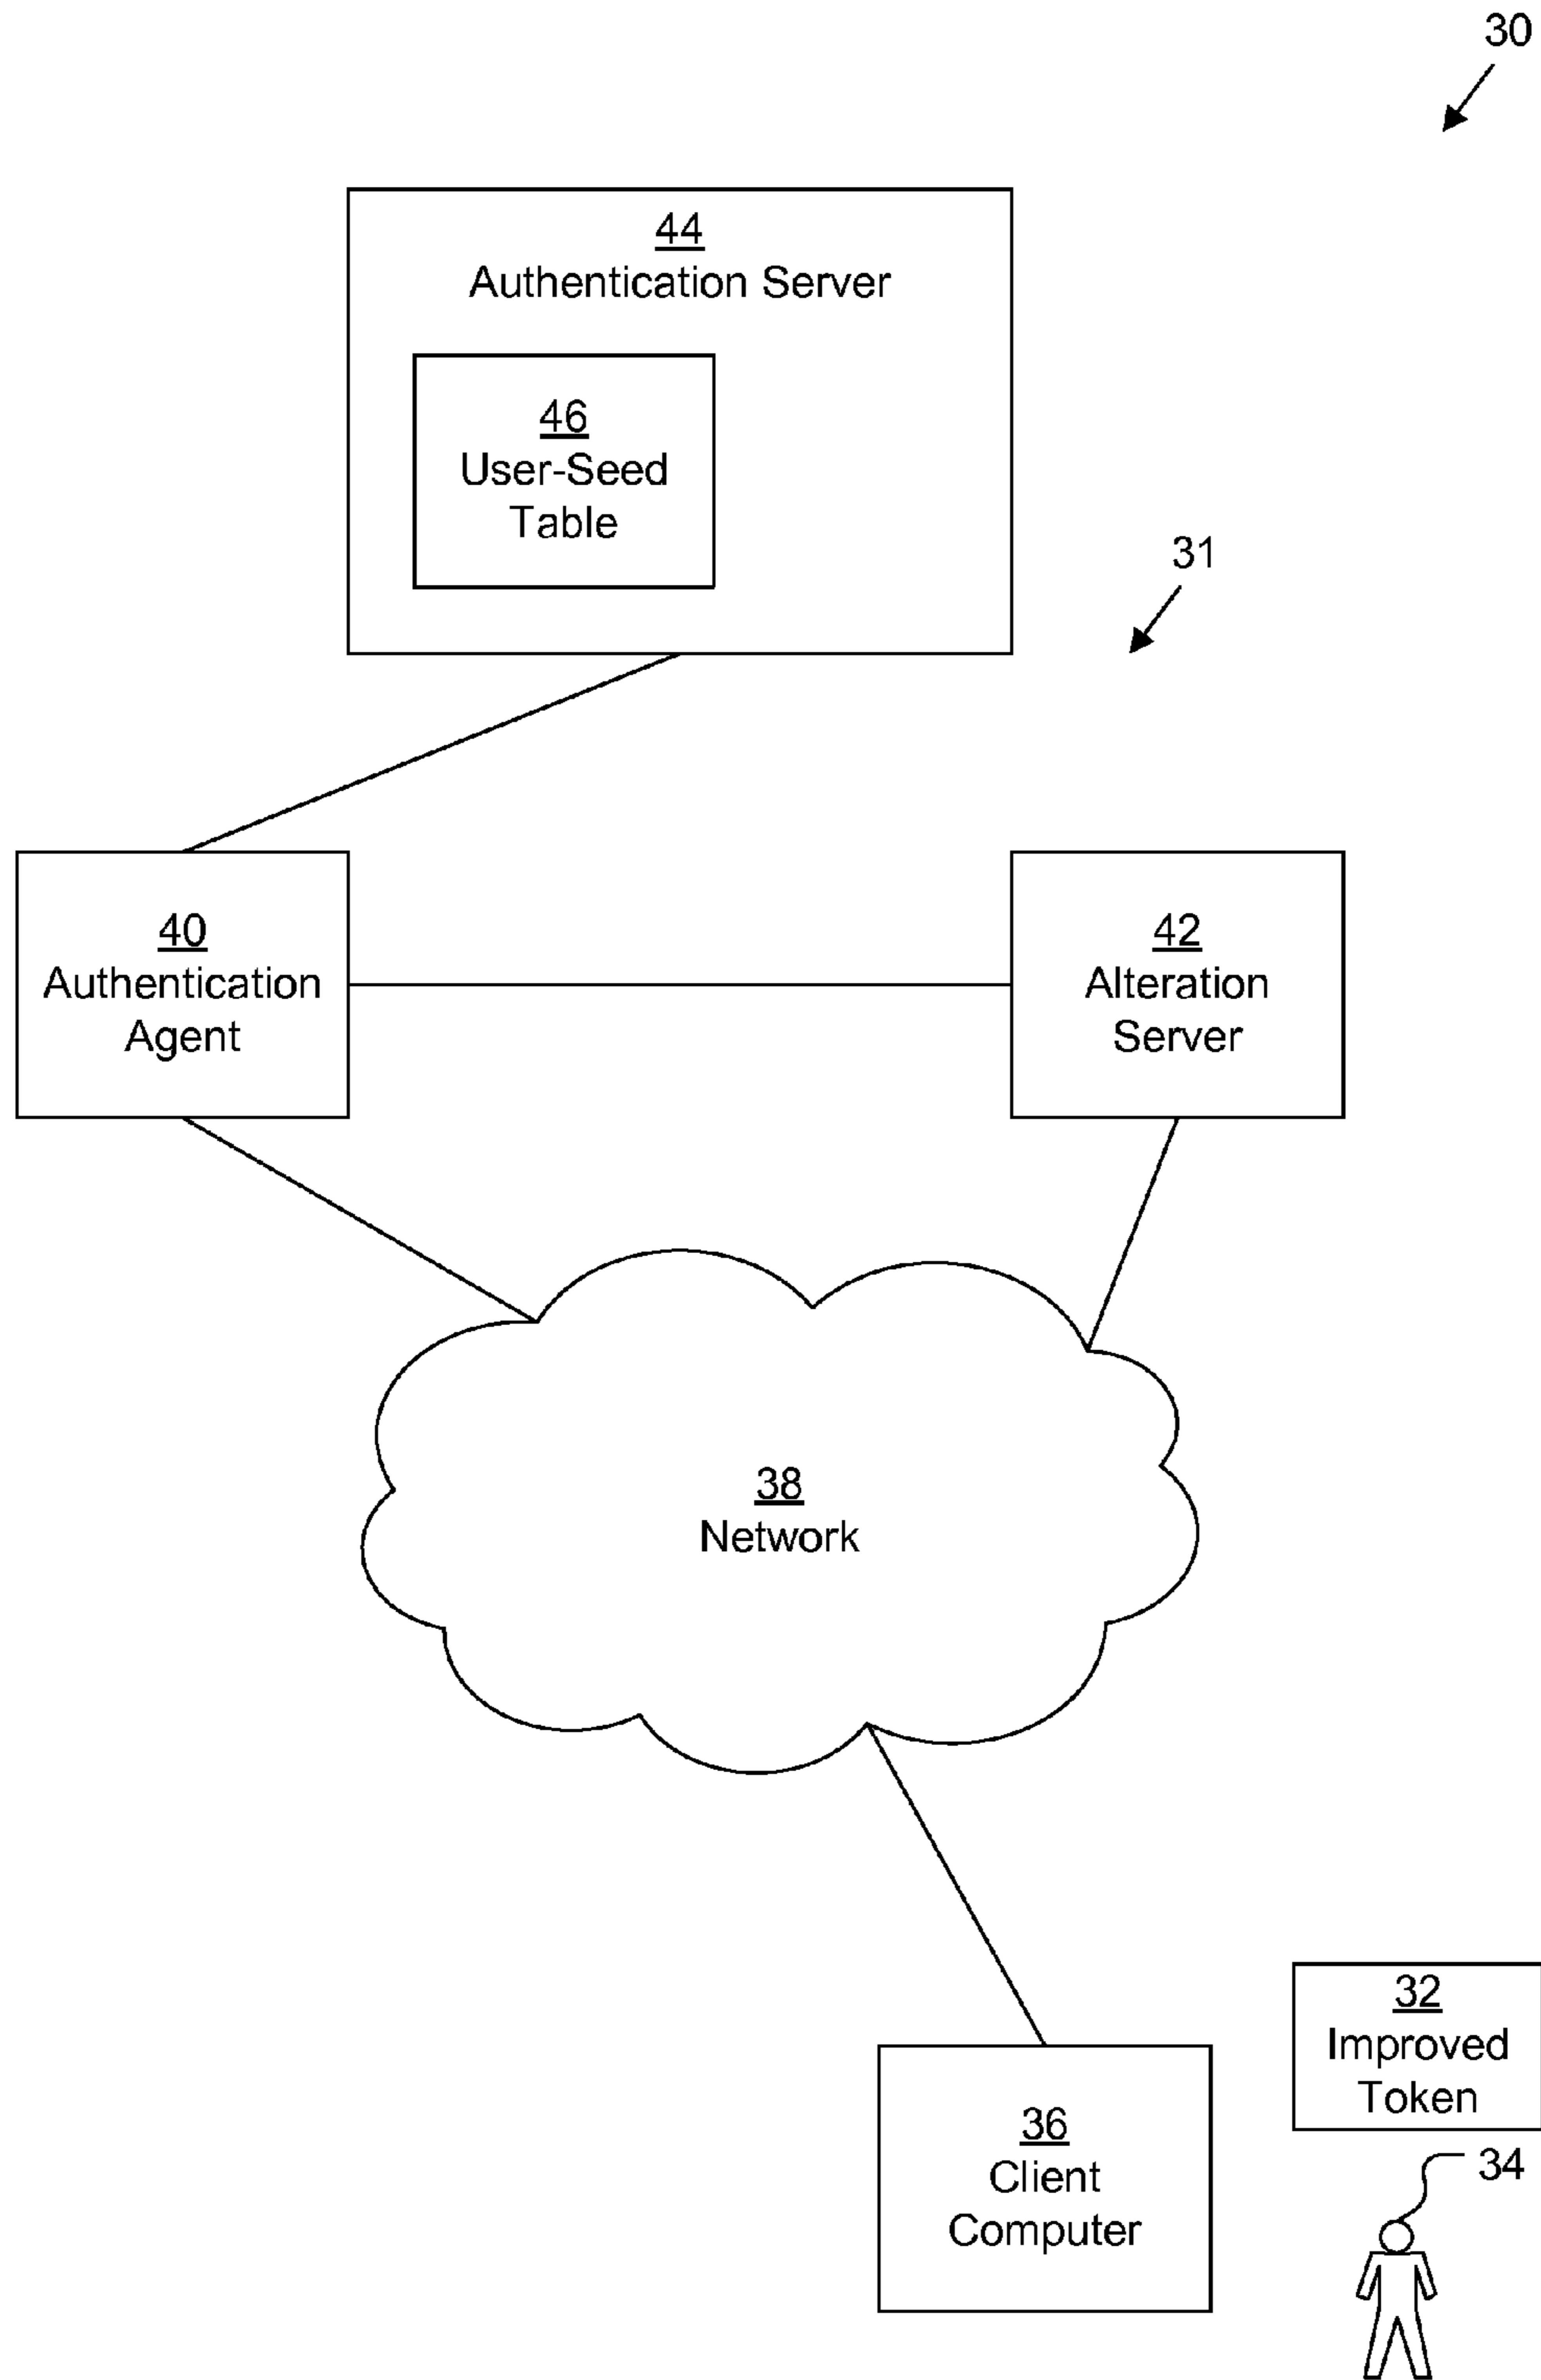 30
44
Authentication Server
46
User-Seed
Table
31
40
Authentication
Agent
42
Alteration
Server
38
Network
32
Improved
Token
36
Client
Computer
34